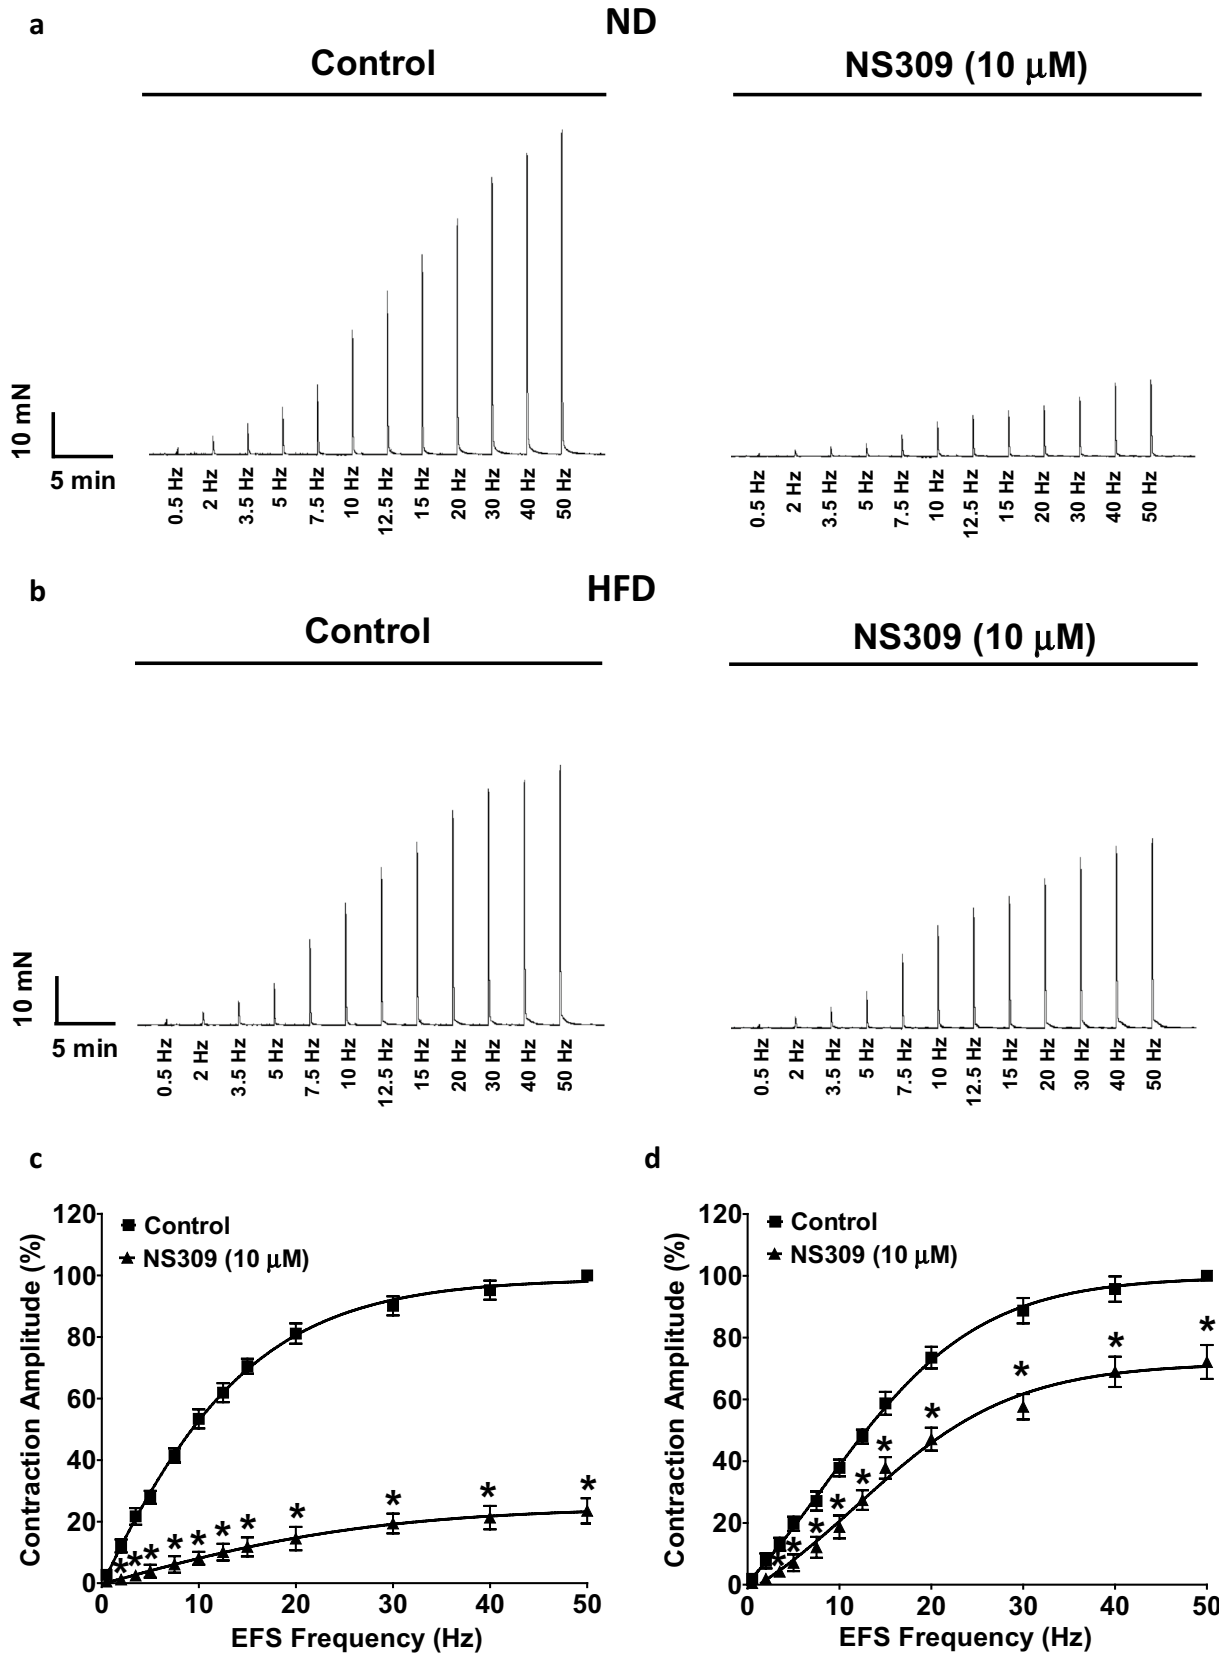 a
ND
Control
NS309 (10 μM)
10 mN
5 min
0.5 Hz 2 Hz 3.5 Hz 5 Hz 7.5 Hz 10 Hz 12.5 Hz 15 Hz 20 Hz 30 Hz 40 Hz 50 Hz
0.5 Hz 2 Hz 3.5 Hz 5 Hz 7.5 Hz 10 Hz 12.5 Hz 15 Hz 20 Hz 30 Hz 40 Hz 50 Hz
b
HFD
Control
NS309 (10 μM)
10 mN
5 min
0.5 Hz 2 Hz 3.5 Hz 5 Hz 7.5 Hz 10 Hz 12.5 Hz 15 Hz 20 Hz 30 Hz 40 Hz 50 Hz
0.5 Hz 2 Hz 3.5 Hz 5 Hz 7.5 Hz 10 Hz 12.5 Hz 15 Hz 20 Hz 30 Hz 40 Hz 50 Hz
c
Contraction Amplitude (%)
120
100
80
60
40
20
0
Control
NS309 (10 μM)
* * * * * * * * * * *
0 10 20 30 40 50
EFS Frequency (Hz)
d
Contraction Amplitude (%)
120
100
80
60
40
20
0
Control
NS309 (10 μM)
* * * * * * * * * *
0 10 20 30 40 50
EFS Frequency (Hz)